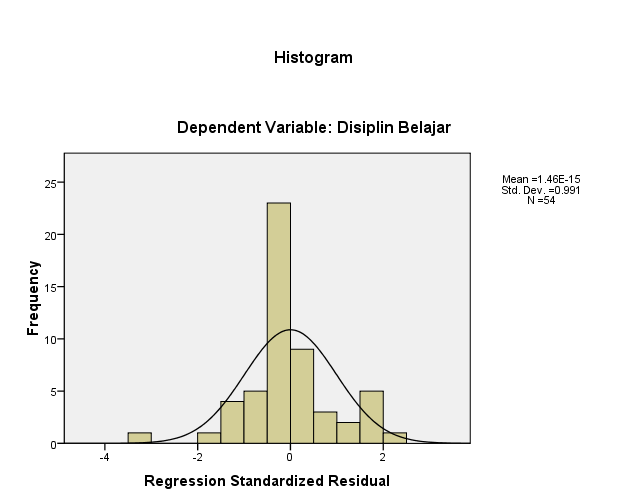 Histogram
Dependent Variable: Disiplin Belajar
Mean =1.46E-15
Std. Dev. =0.991
N =54
Frequency
25
20
15
10
5
0
-4 -2 0 2
Regression Standardized Residual